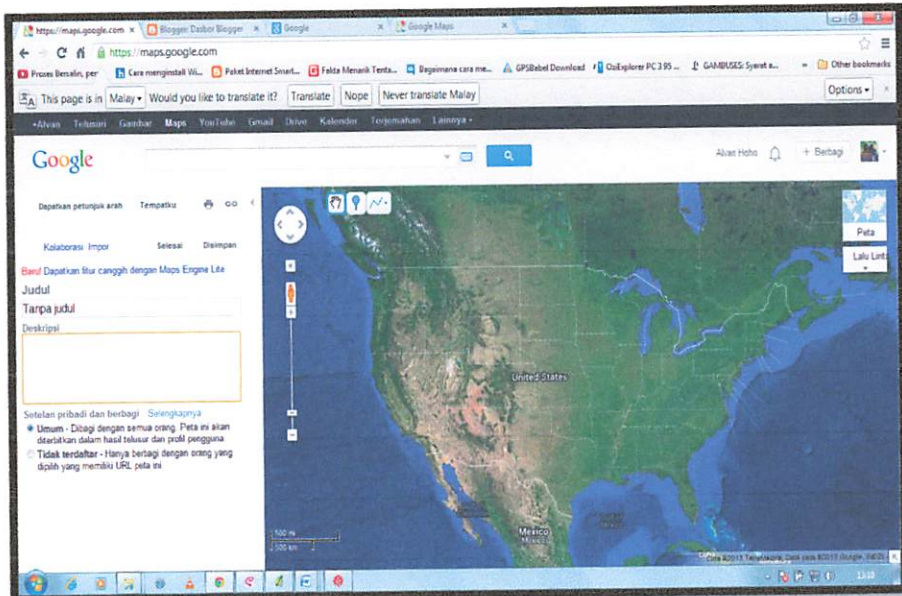 https://maps.google.com × Blogger: Dasbor Blogger × Google × Google Maps ×
https://maps.google.com
Proses Bersalin, per Cara menginstall Wi... Paket Internet Smart... Fakta Menarik Tenta... Bagaimana cara me... GPSBabel Download OziExplorer PC 3 95 ... GAMBUSES: Syarat a... » Other bookmarks
This page is in Malay Would you like to translate it? Translate Nope Never translate Malay Options ×
+Alvan Telusuri Gambar Maps YouTube Gmail Drive Kalender Terjemahan Lainnya
Google Alvan Hoho + Berbagi
Dapatkan petunjuk arah Tempatku
Kolaborasi Impor Selesai Disimpan
Baru! Dapatkan fitur canggih dengan Maps Engine Lite
Judul
Tanpa judul
Deskripsi
Setelan pribadi dan berbagi Selengkapnya
Umum - Dibagi dengan semua orang. Peta ini akan
diterbitkan dalam hasil telusur dan profil pengguna
Tidak terdaftar - Hanya berbagi dengan orang yang
dipilih yang memiliki URL peta ini
Peta
Lalu Lint
United States
Mexico
500 mi
500 km